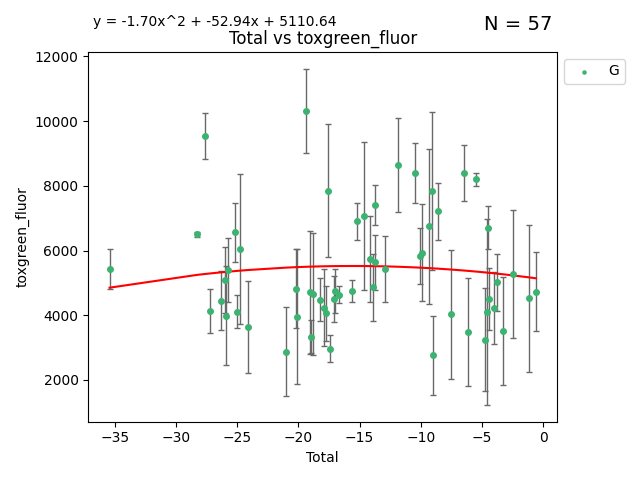 y = -1.70x^2 + -52.94x + 5110.64
N = 57
Total vs toxgreen_fluor
G
toxgreen_fluor
12000
10000
8000
6000
4000
2000
−35 −30 −25 −20 −15 −10 −5 0
Total